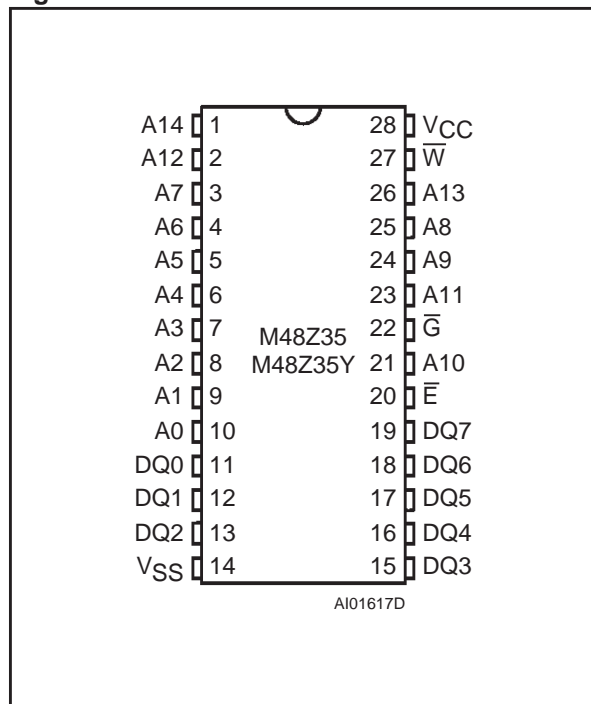 A14 1 28 VCC
A12 2 27 W̅
A7 3 26 A13
A6 4 25 A8
A5 5 24 A9
A4 6 23 A11
A3 7 M48Z35 22 G̅
A2 8 M48Z35Y 21 A10
A1 9 20 E̅
A0 10 19 DQ7
DQ0 11 18 DQ6
DQ1 12 17 DQ5
DQ2 13 16 DQ4
VSS 14 15 DQ3
AI01617D